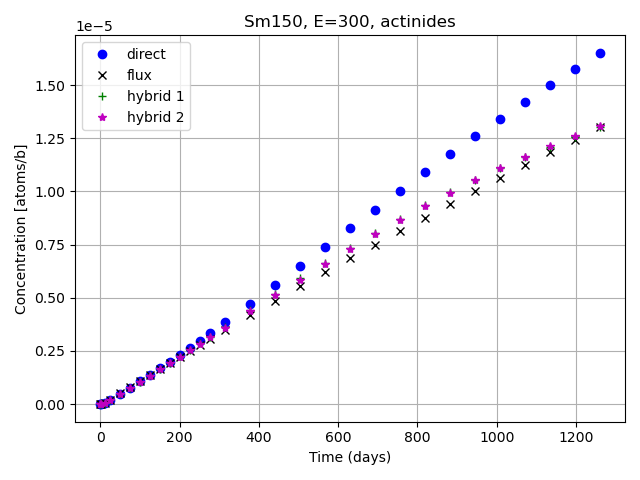 Sm150, E=300, actinides
1e−5
direct
flux
hybrid 1
hybrid 2
Concentration [atoms/b]
1.50
1.25
1.00
0.75
0.50
0.25
0.00
0 200 400 600 800 1000 1200
Time (days)